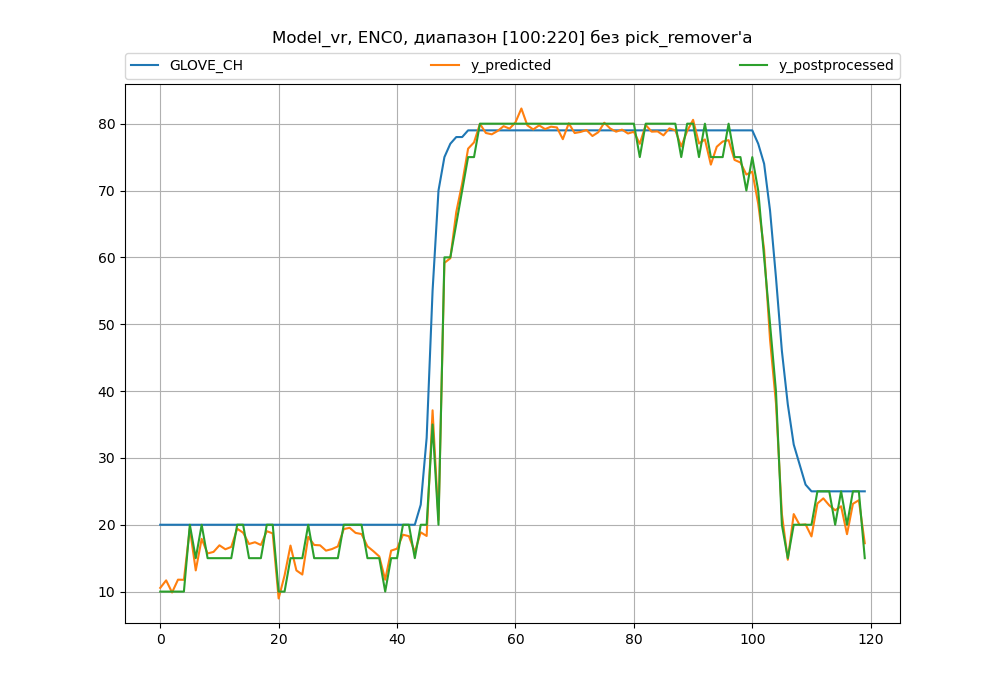 Model_vr, ENC0, диапазон [100:220] без pick_remover'а
GLOVE_CH y_predicted y_postprocessed
80
70
60
50
40
30
20
10
0 20 40 60 80 100 120